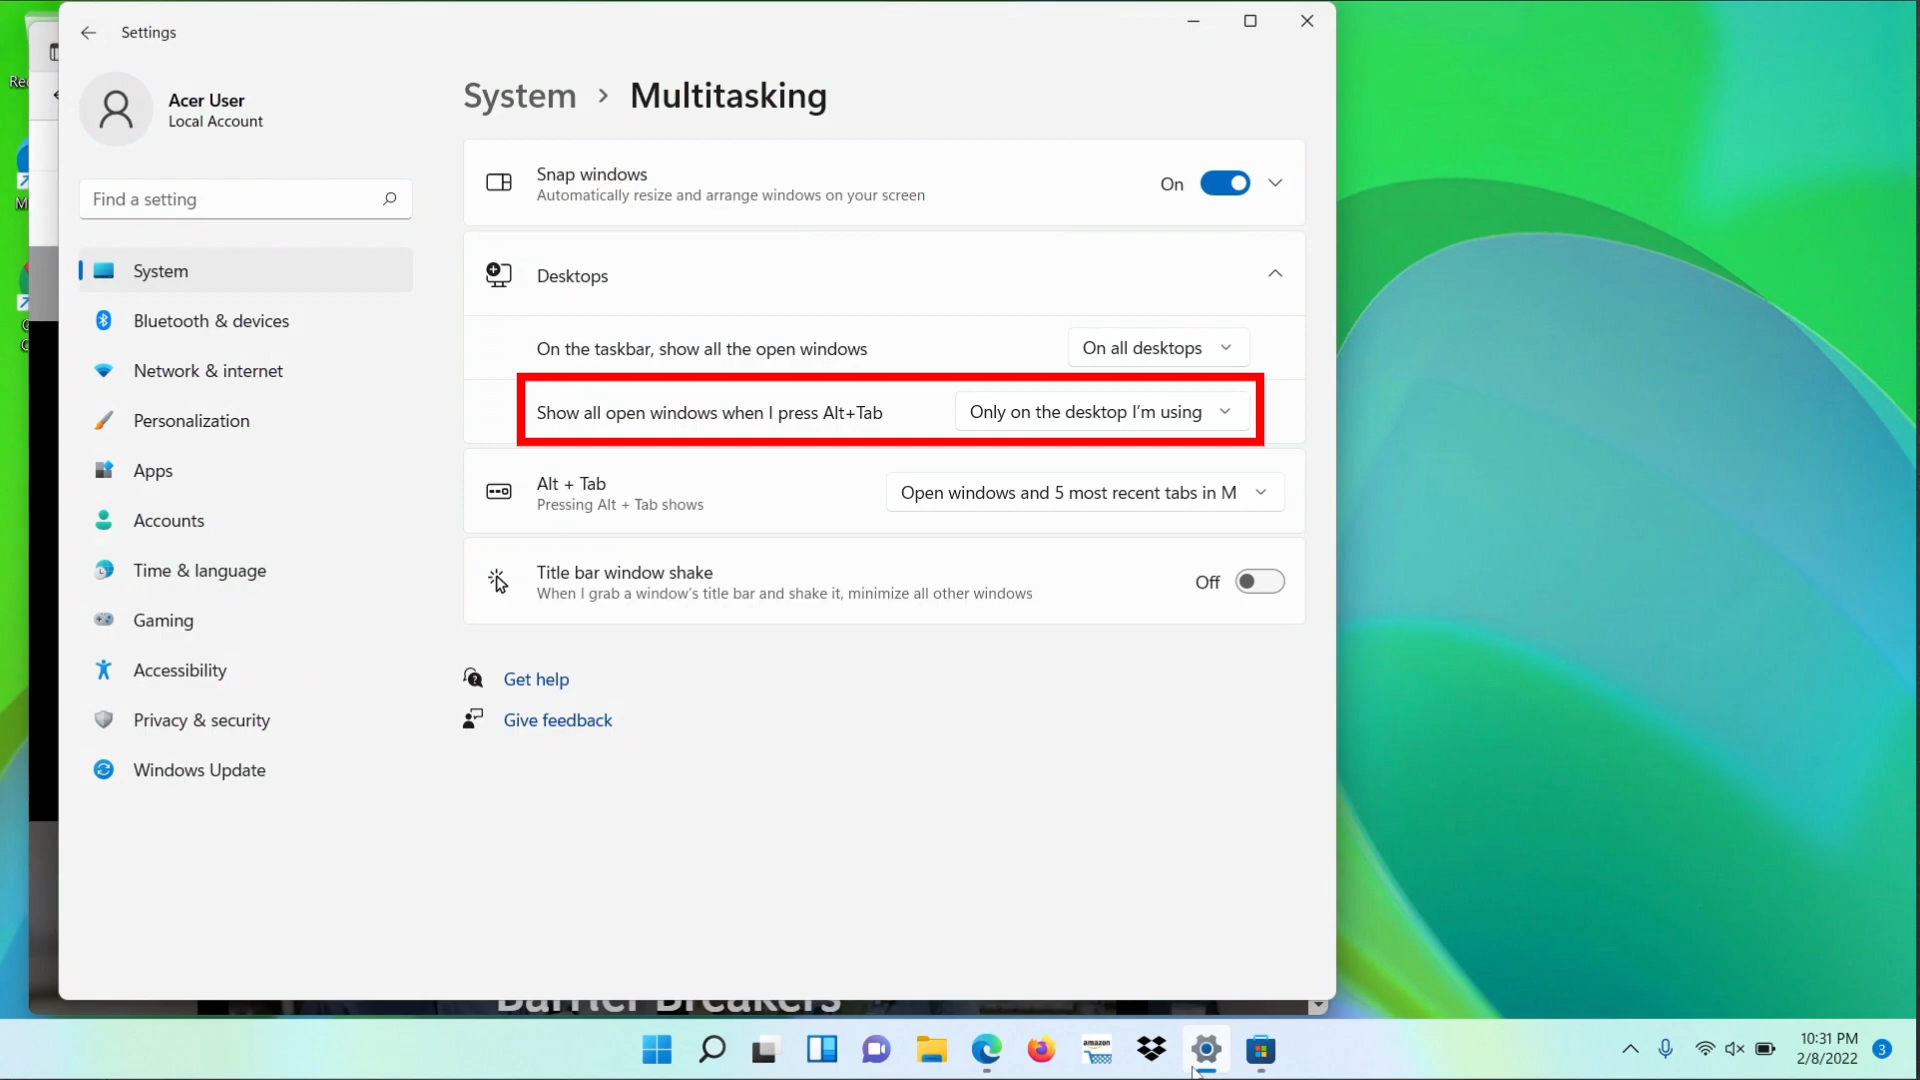 Settings
Acer User
Local Account
Find a setting
System
Bluetooth & devices
Network & internet
Personalization
Apps
Accounts
Time & language
Gaming
Accessibility
Privacy & security
Windows Update
System › Multitasking
Snap windows
Automatically resize and arrange windows on your screen
On
Desktops
On the taskbar, show all the open windows
On all desktops
Show all open windows when I press Alt+Tab
Only on the desktop I'm using
Alt + Tab
Pressing Alt + Tab shows
Open windows and 5 most recent tabs in M
Title bar window shake
When I grab a window's title bar and shake it, minimize all other windows
Off
Get help
Give feedback
Barrier Breakers
amazon
10:31 PM
2/8/2022
3